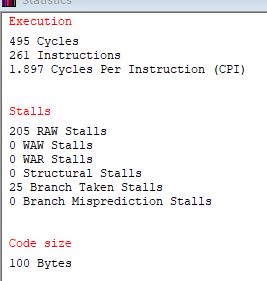 Statistics
Execution
495 Cycles
261 Instructions
1.897 Cycles Per Instruction (CPI)
Stalls
205 RAW Stalls
0 WAW Stalls
0 WAR Stalls
0 Structural Stalls
25 Branch Taken Stalls
0 Branch Misprediction Stalls
Code size
100 Bytes